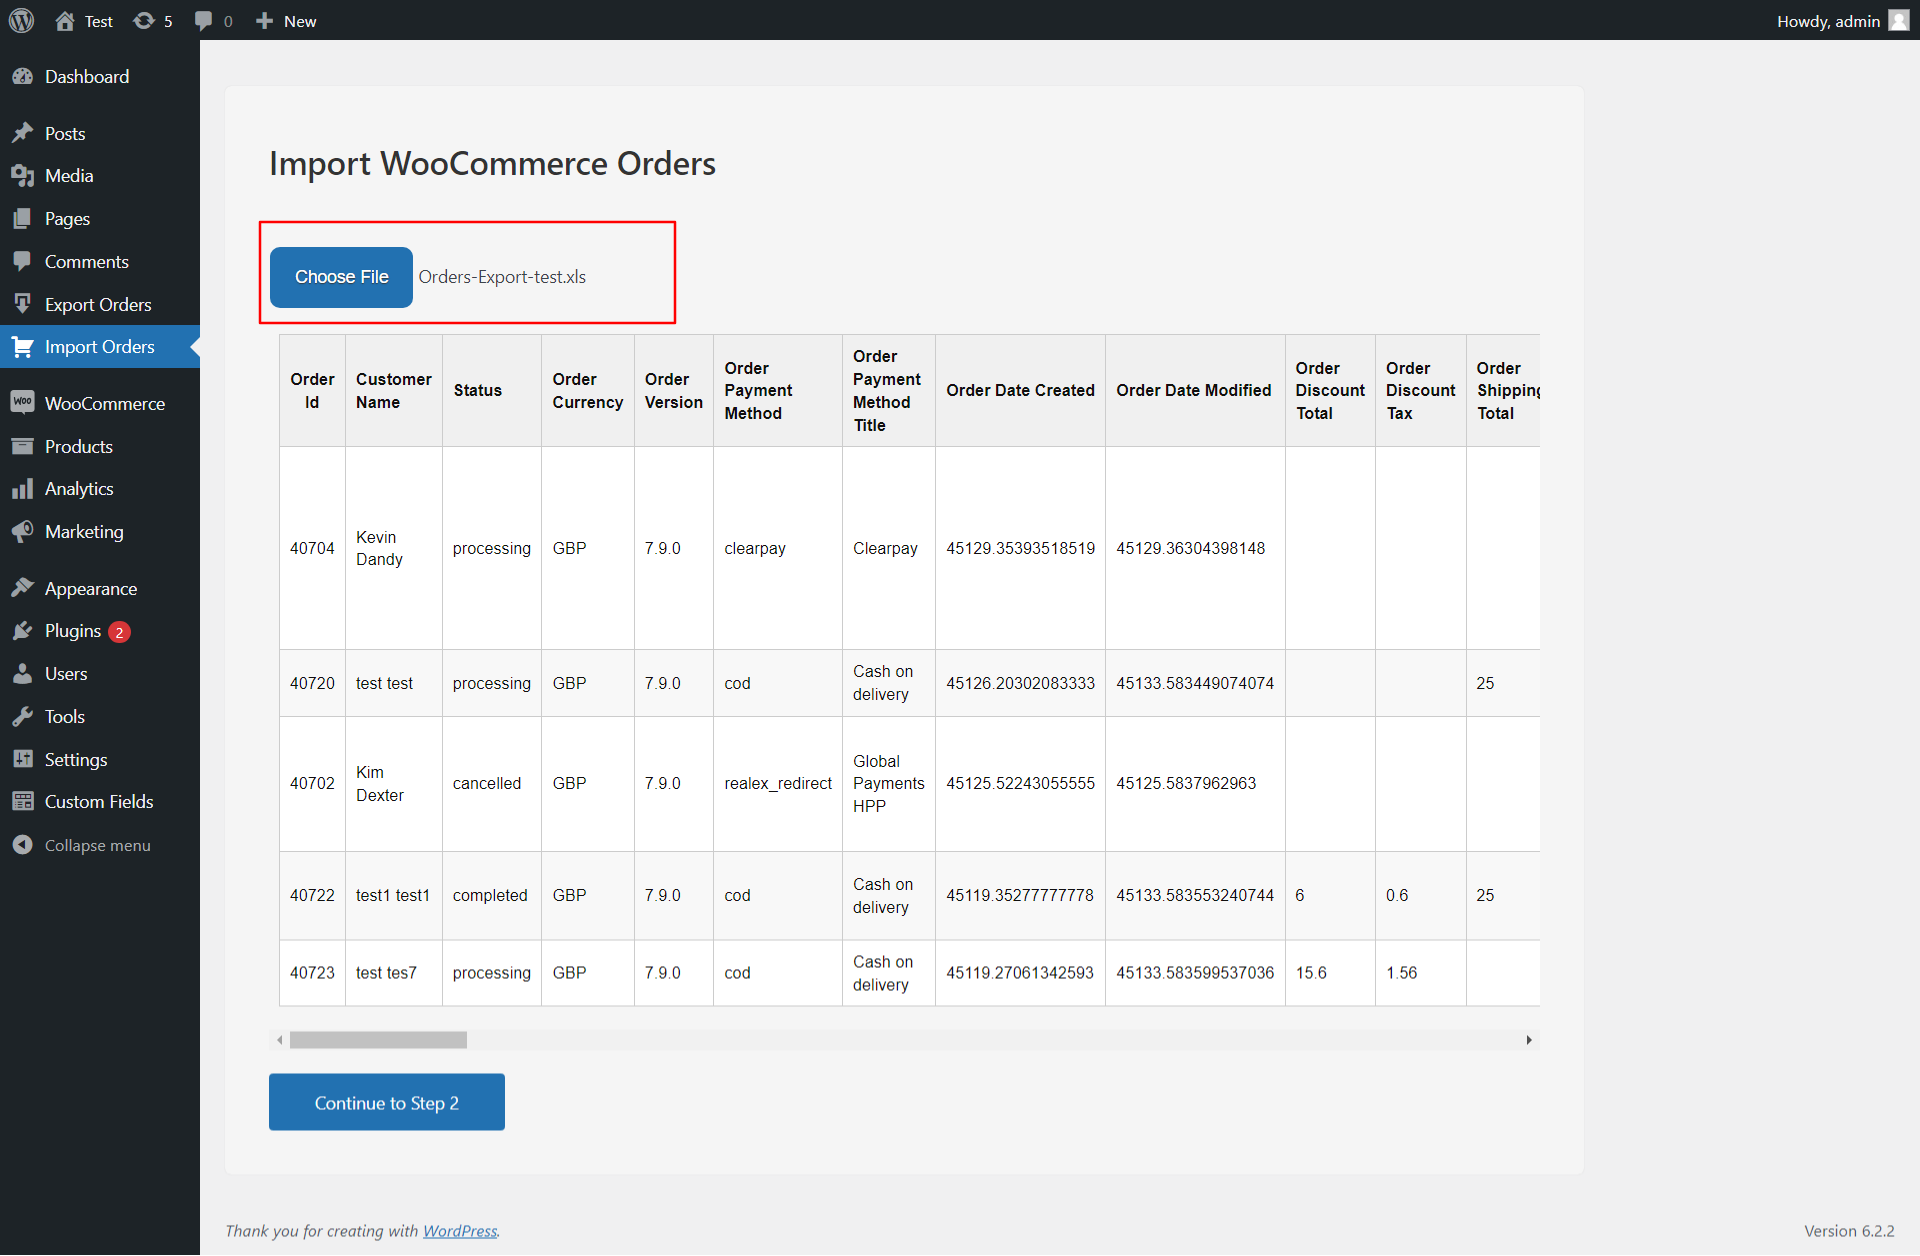 Test 5 0 New Howdy, admin
Dashboard
Posts
Media
Pages
Comments
Export Orders
Import Orders
WOO WooCommerce
Products
Analytics
Marketing
Appearance
Plugins 2
Users
Tools
Settings
Custom Fields
Collapse menu
Import WooCommerce Orders
Choose File Orders-Export-test.xls
Order Id Customer Name Status Order Currency Order Version Order Payment Method Order Payment Method Title Order Date Created Order Date Modified Order Discount Total Order Discount Tax Order Shipping Total
40704 Kevin Dandy processing GBP 7.9.0 clearpay Clearpay 45129.35393518519 45129.36304398148
40720 test test processing GBP 7.9.0 cod Cash on delivery 45126.20302083333 45133.583449074074 25
40702 Kim Dexter cancelled GBP 7.9.0 realex_redirect Global Payments HPP 45125.52243055555 45125.5837962963
40722 test1 test1 completed GBP 7.9.0 cod Cash on delivery 45119.35277777778 45133.583553240744 6 0.6 25
40723 test tes7 processing GBP 7.9.0 cod Cash on delivery 45119.27061342593 45133.583599537036 15.6 1.56
Continue to Step 2
Thank you for creating with WordPress. Version 6.2.2